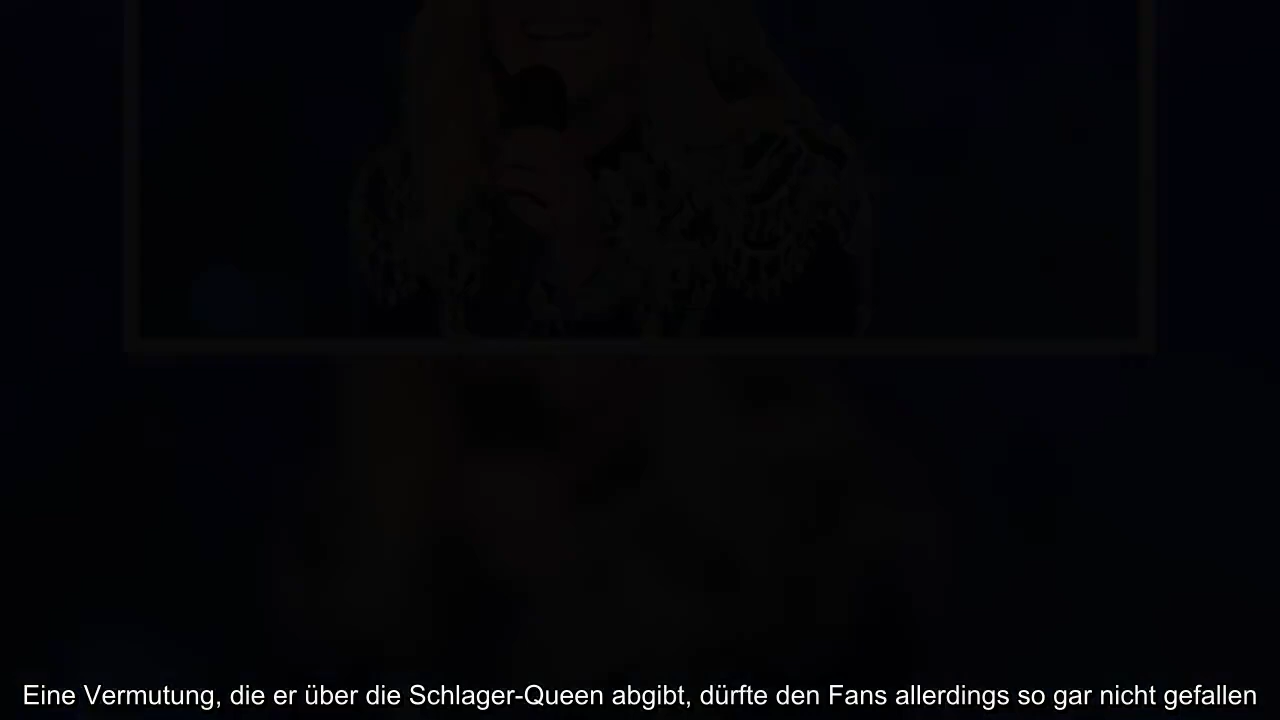 Eine Vermutung, die er über die Schlager-Queen abgibt, dürfte den Fans allerdings so gar nicht gefallen